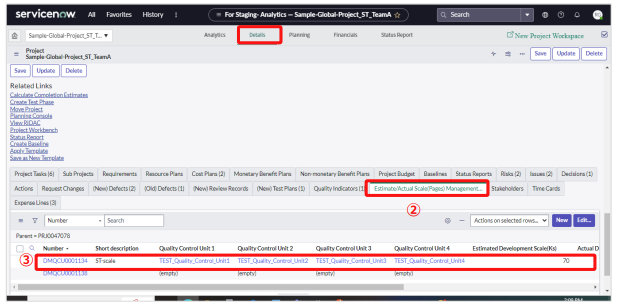 servicenow All Favorites History For Staging- Analytics – Sample-Global-Project_ST_TeamA Search
Sample-Global-Project_ST_T... Analytics Details Planning Financials Status Report New Project Workspace
Project
Sample-Global-Project_ST_TeamA
Save Update Delete
Save Update Delete
Related Links
Calculate Completion Estimates
Create Test Phase
Move Project
Planning Console
View RIDAC
Project Workbench
Status Report
Create Baseline
Apply Template
Save as New Template
Project Tasks (6) Sub Projects Requirements Resource Plans Cost Plans (2) Monetary Benefit Plans Non-monetary Benefit Plans Project Budget Baselines Status Reports Risks (2) Issues (2) Decisions (1)
Actions Request Changes (New) Defects (2) (Old) Defects (1) (New) Review Records (New) Test Plans (1) Quality Indicators (1) Estimate/Actual Scale(Pages) Management... Stakeholders Time Cards
Expense Lines (3)
②
Number Search Actions on selected rows... New Edit...
Parent = PRJ0047078
Number Short description Quality Control Unit 1 Quality Control Unit 2 Quality Control Unit 3 Quality Control Unit 4 Estimated Development Scale(Ks) Actual D
③ DMQCU0001134 ST-scale TEST_Quality_Control_Unit1 TEST_Quality_Control_Unit2 TEST_Quality_Control_Unit3 TEST_Quality_Control_Unit4 70
DMQCU0001138 (empty) (empty) (empty) (empty)